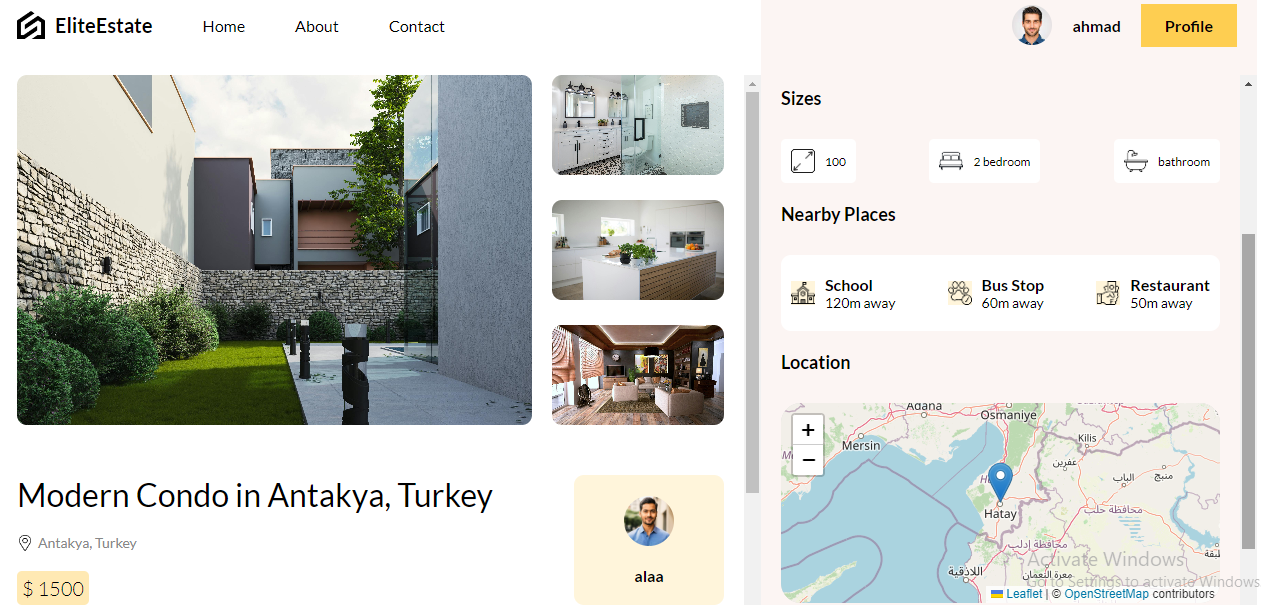 EliteEstate
Home
About
Contact
ahmad
Profile
Modern Condo in Antakya, Turkey
Antakya, Turkey
$ 1500
alaa
Sizes
100
2 bedroom
bathroom
Nearby Places
School
120m away
Bus Stop
60m away
Restaurant
50m away
Location
+
−
Adana
Osmaniye
Mersin
Kilis
عفرين
الباب
منبج
Hatay
محافظة حلب
محافظة إدلب
اللاذقية
معرة النعمان
Activate Windows
Go to Settings to activate Windows
Leaflet | © OpenStreetMap contributors